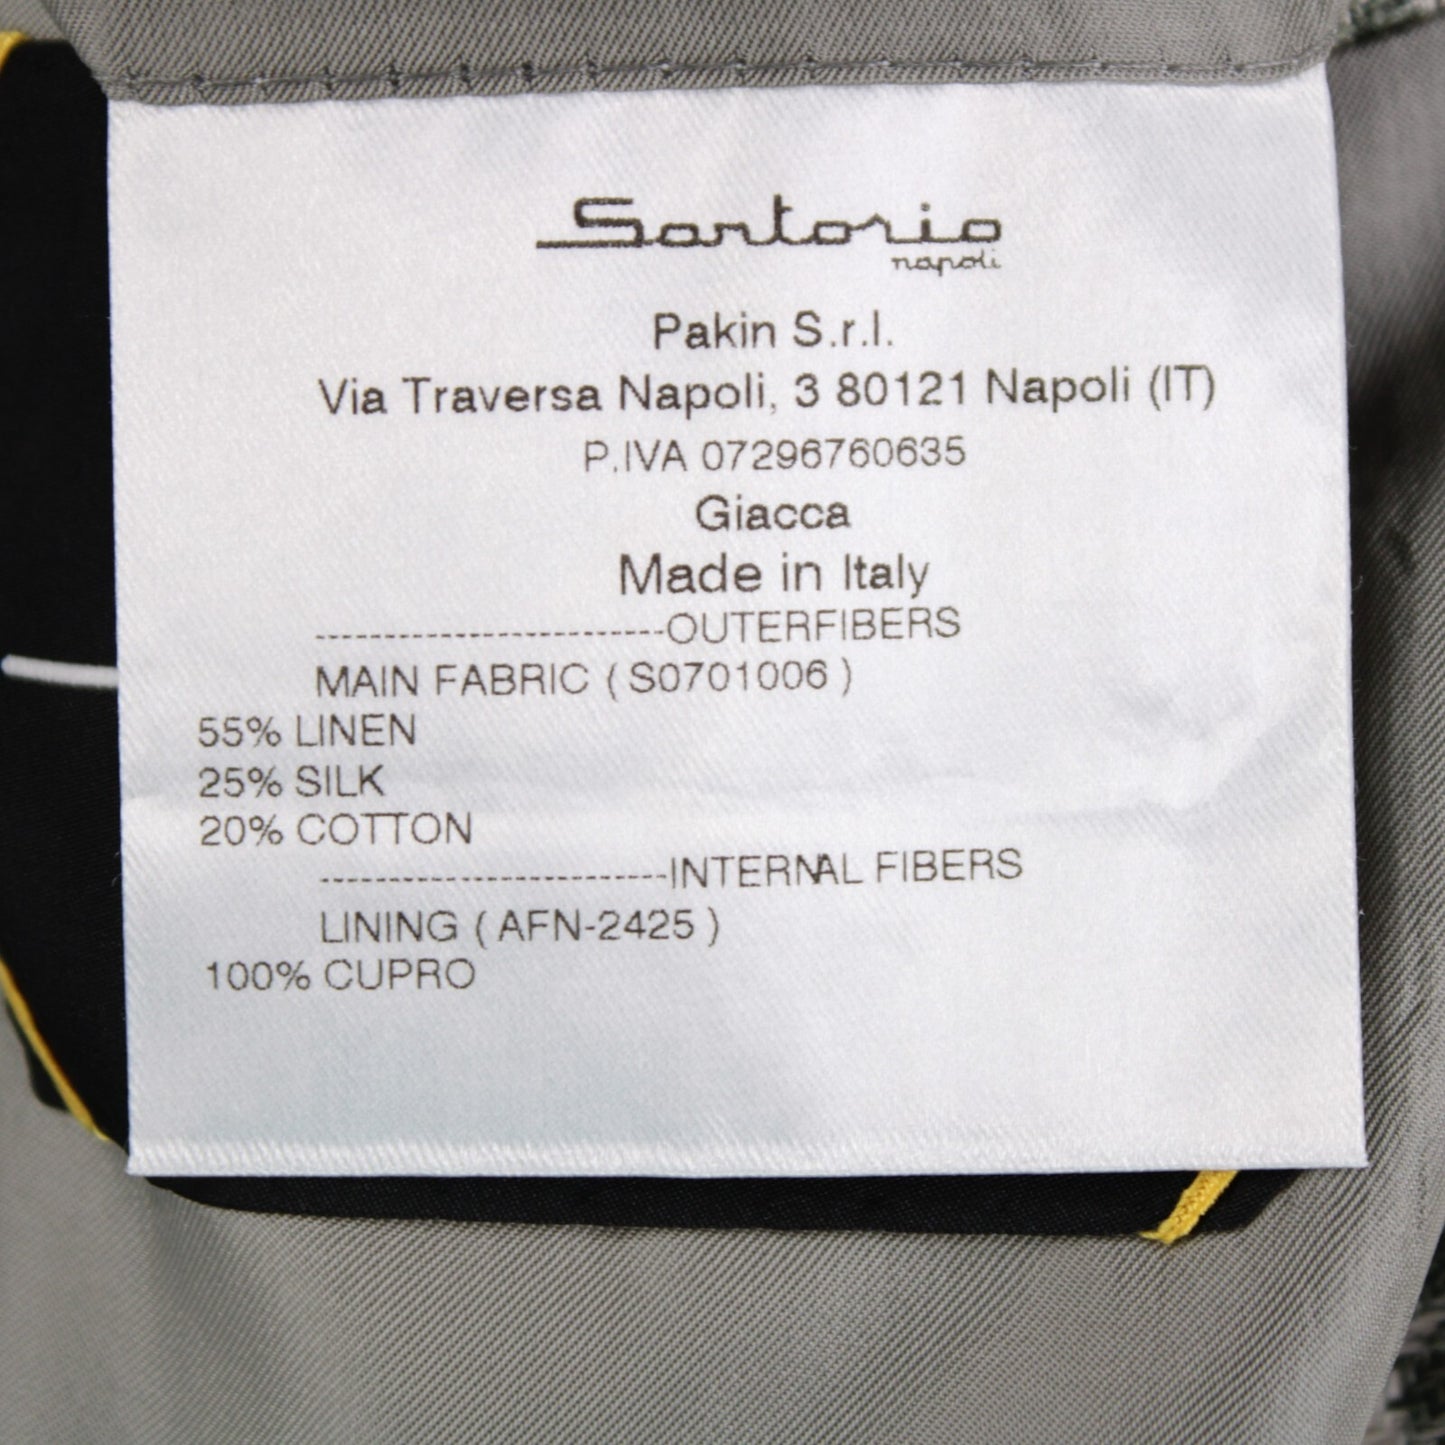 Sartorio
napoli
Pakin S.r.l.
Via Traversa Napoli, 3 80121 Napoli (IT)
P.IVA 07296760635
Giacca
Made in Italy
-------------------------OUTERFIBERS
MAIN FABRIC ( S0701006 )
55% LINEN
25% SILK
20% COTTON
-------------------------INTERNAL FIBERS
LINING ( AFN-2425 )
100% CUPRO